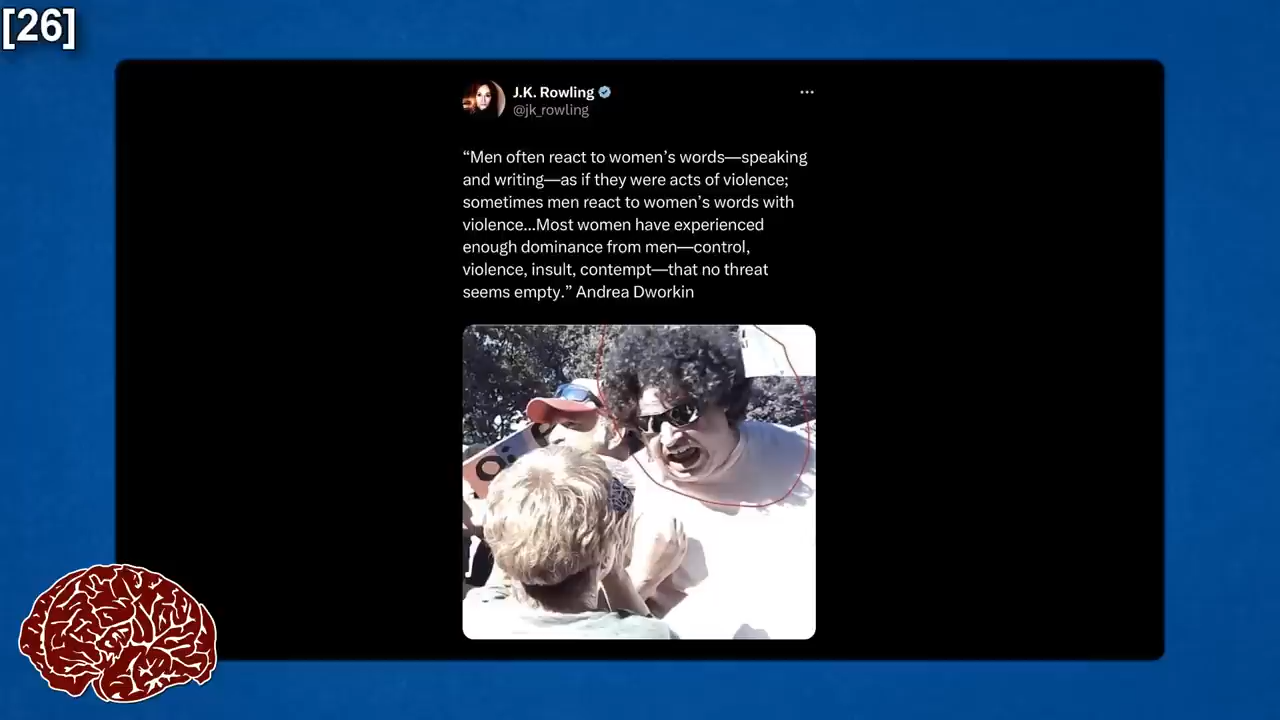 [26]
J.K. Rowling
@jk_rowling
“Men often react to women’s words—speaking
and writing—as if they were acts of violence;
sometimes men react to women’s words with
violence...Most women have experienced
enough dominance from men—control,
violence, insult, contempt—that no threat
seems empty.” Andrea Dworkin